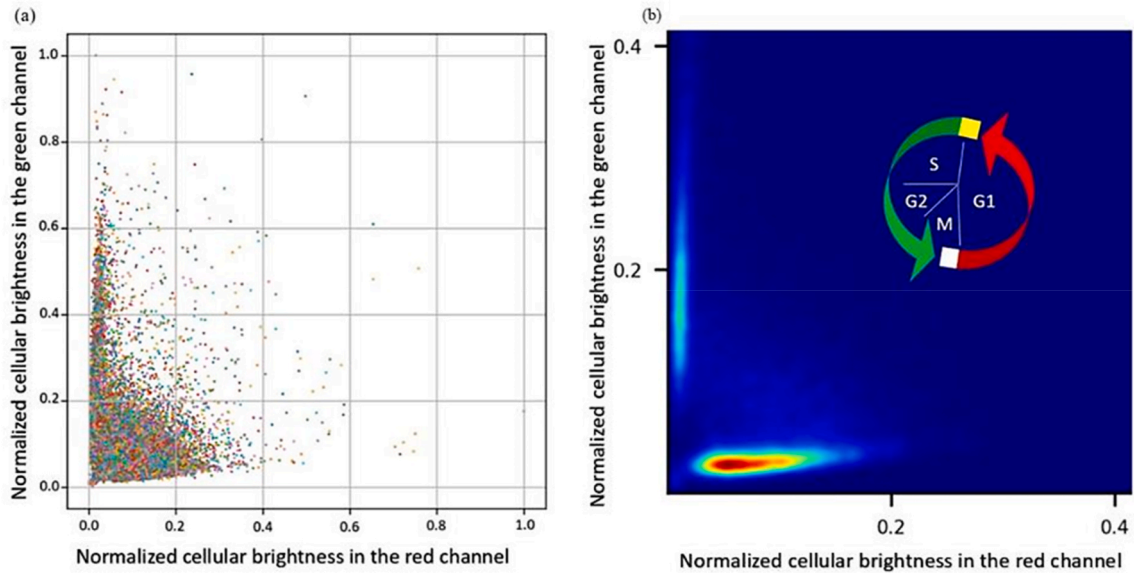 (a)
Normalized cellular brightness in the green channel
1.0
0.8
0.6
0.4
0.2
0.0
0.0 0.2 0.4 0.6 0.8 1.0
Normalized cellular brightness in the red channel
(b)
Normalized cellular brightness in the green channel
0.4
0.2
S
G2
G1
M
0.2 0.4
Normalized cellular brightness in the red channel